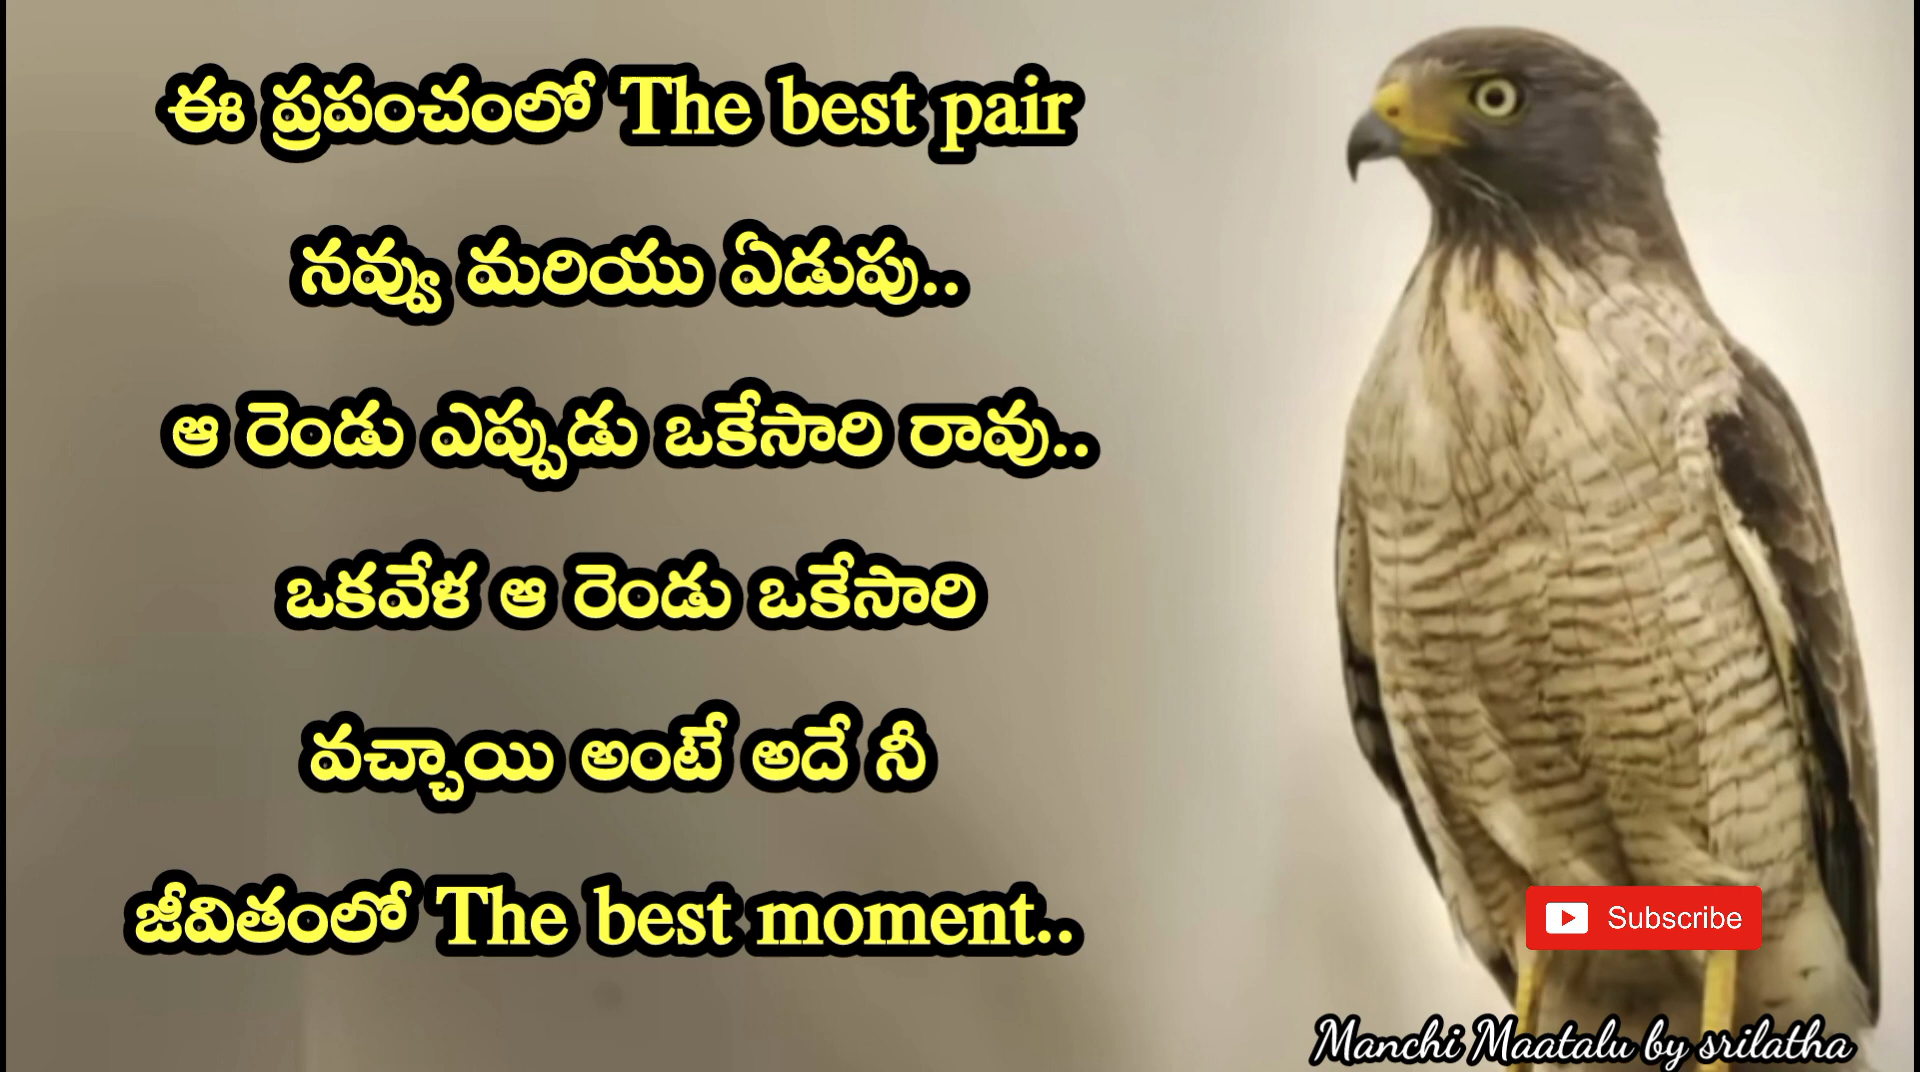 ఈ ప్రపంచంలో The best pair
నవ్వు మరియు ఏడుపు..
ఆ రెండు ఎప్పుడు ఒకేసారి రావు..
ఒకవేళ ఆ రెండు ఒకేసారి
వచ్చాయి అంటే అదే నీ
జీవితంలో The best moment..
Subscribe
Manchi Maatalu by srilatha